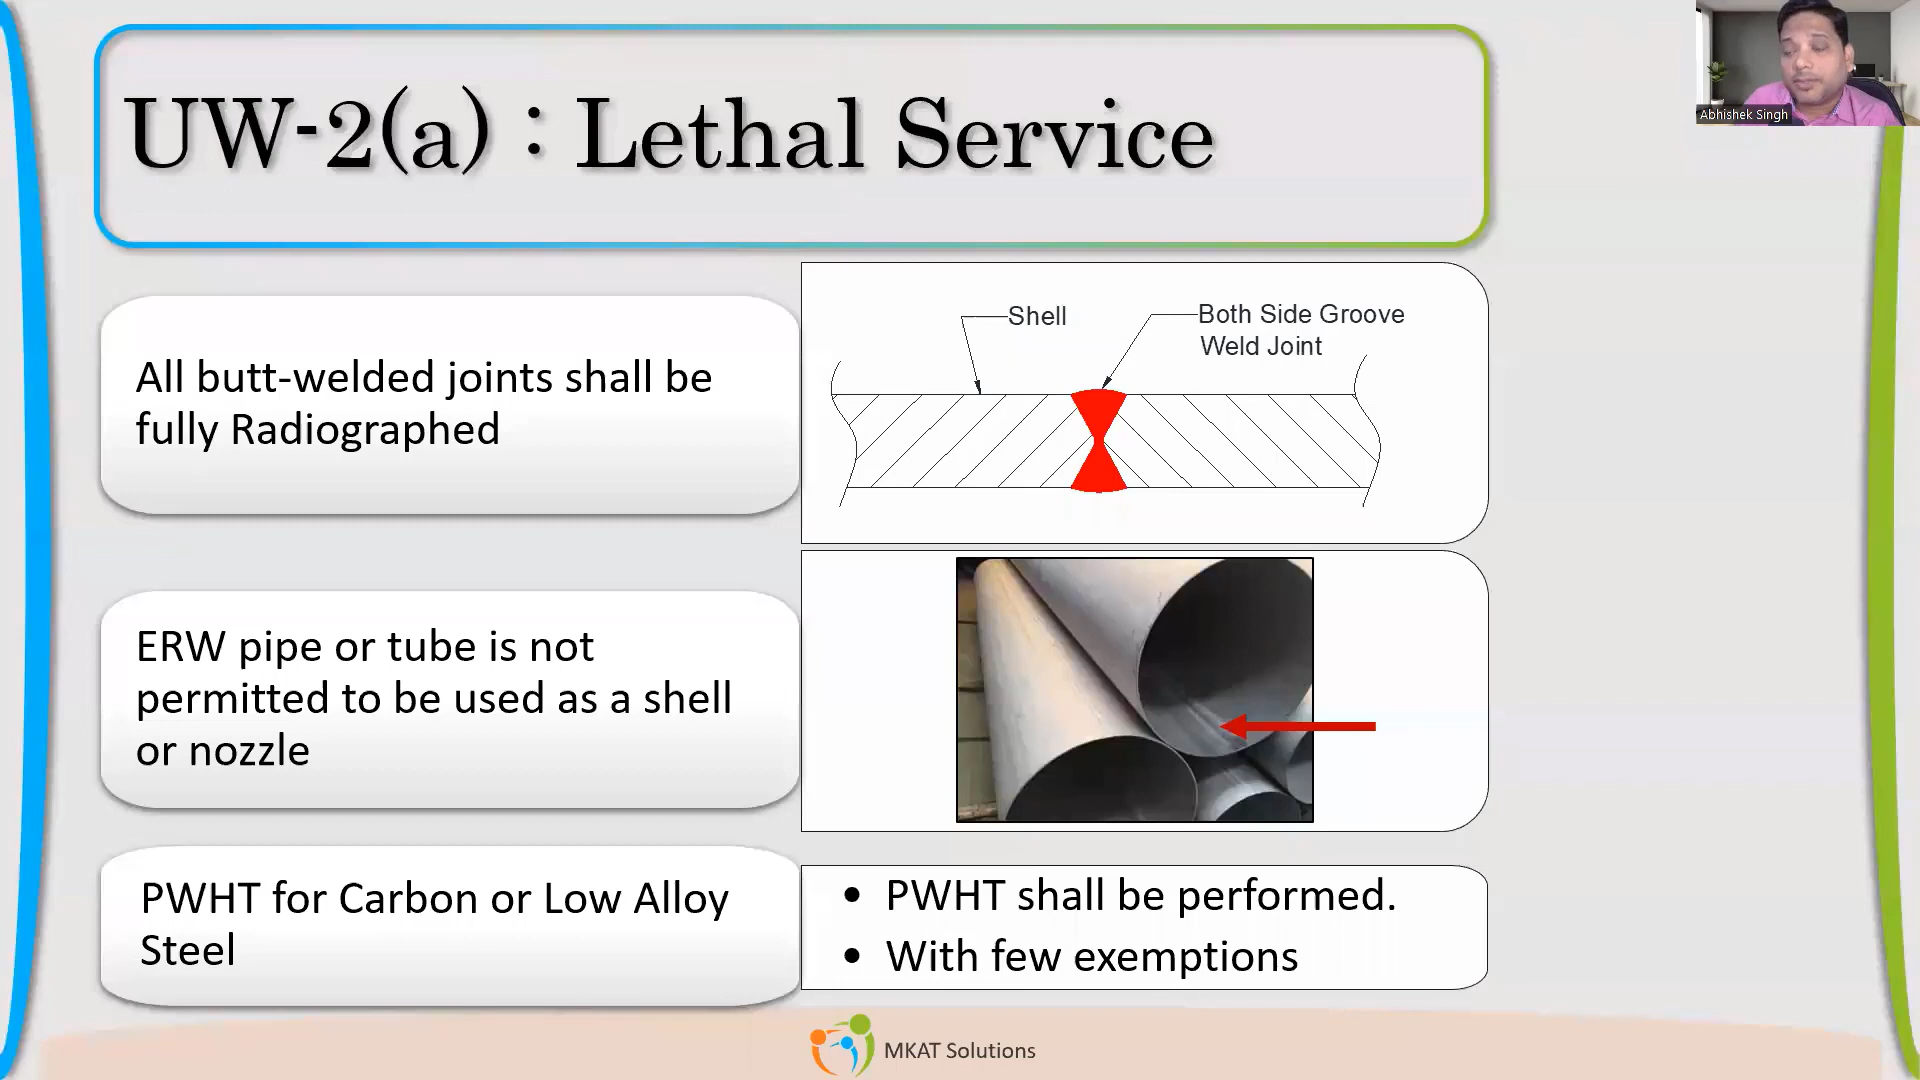 UW-2(a) : Lethal Service
Abhishek Singh
All butt-welded joints shall be
fully Radiographed
Shell
Both Side Groove
Weld Joint
ERW pipe or tube is not
permitted to be used as a shell
or nozzle
PWHT for Carbon or Low Alloy
Steel
• PWHT shall be performed.
• With few exemptions
MKAT Solutions